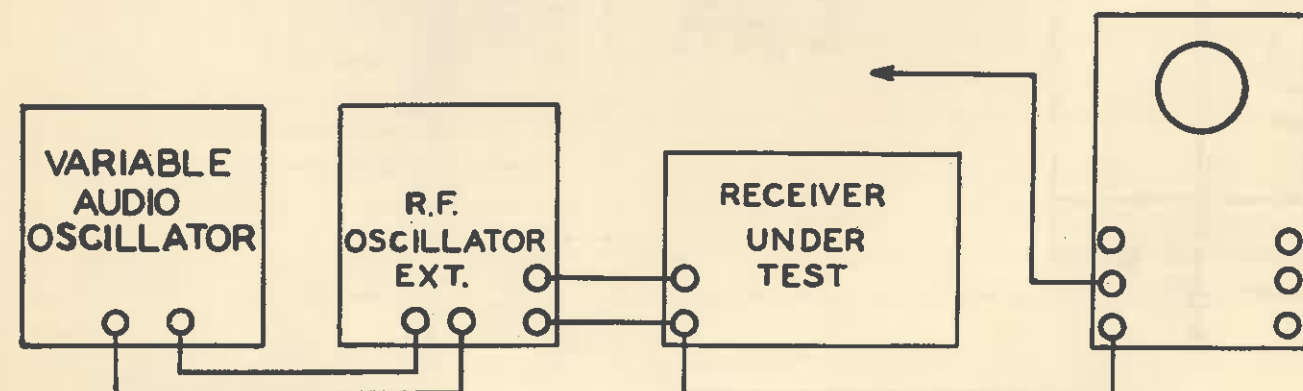 VARIABLE
AUDIO
OSCILLATOR
R.F.
OSCILLATOR
EXT.
RECEIVER
UNDER
TEST